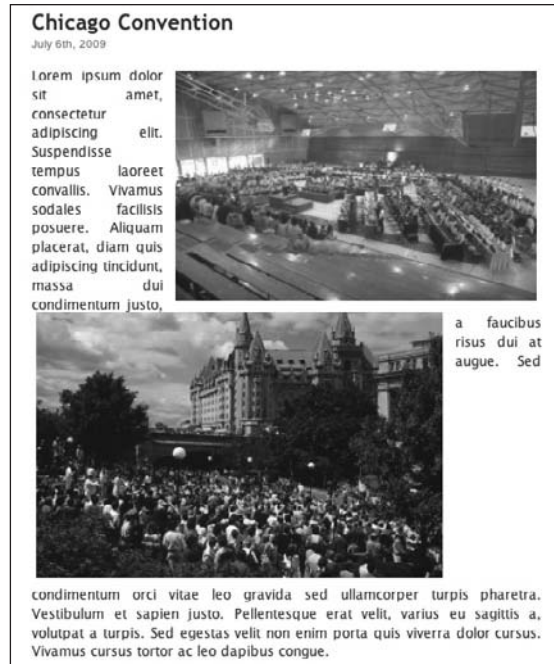 Chicago Convention
July 6th, 2009
Lorem ipsum dolor
sit amet,
consectetur
adipiscing elit.
Suspendisse
tempus laoreet
convallis. Vivamus
sodales facilisis
posuere. Aliquam
placerat, diam quis
adipiscing tincidunt,
massa dui
condimentum justo,
a faucibus
risus dui at
augue. Sed
condimentum orci vitae leo gravida sed ullamcorper turpis pharetra.
Vestibulum et sapien justo. Pellentesque erat velit, varius eu sagittis a,
volutpat a turpis. Sed egestas velit non enim porta quis viverra dolor cursus.
Vivamus cursus tortor ac leo dapibus congue.